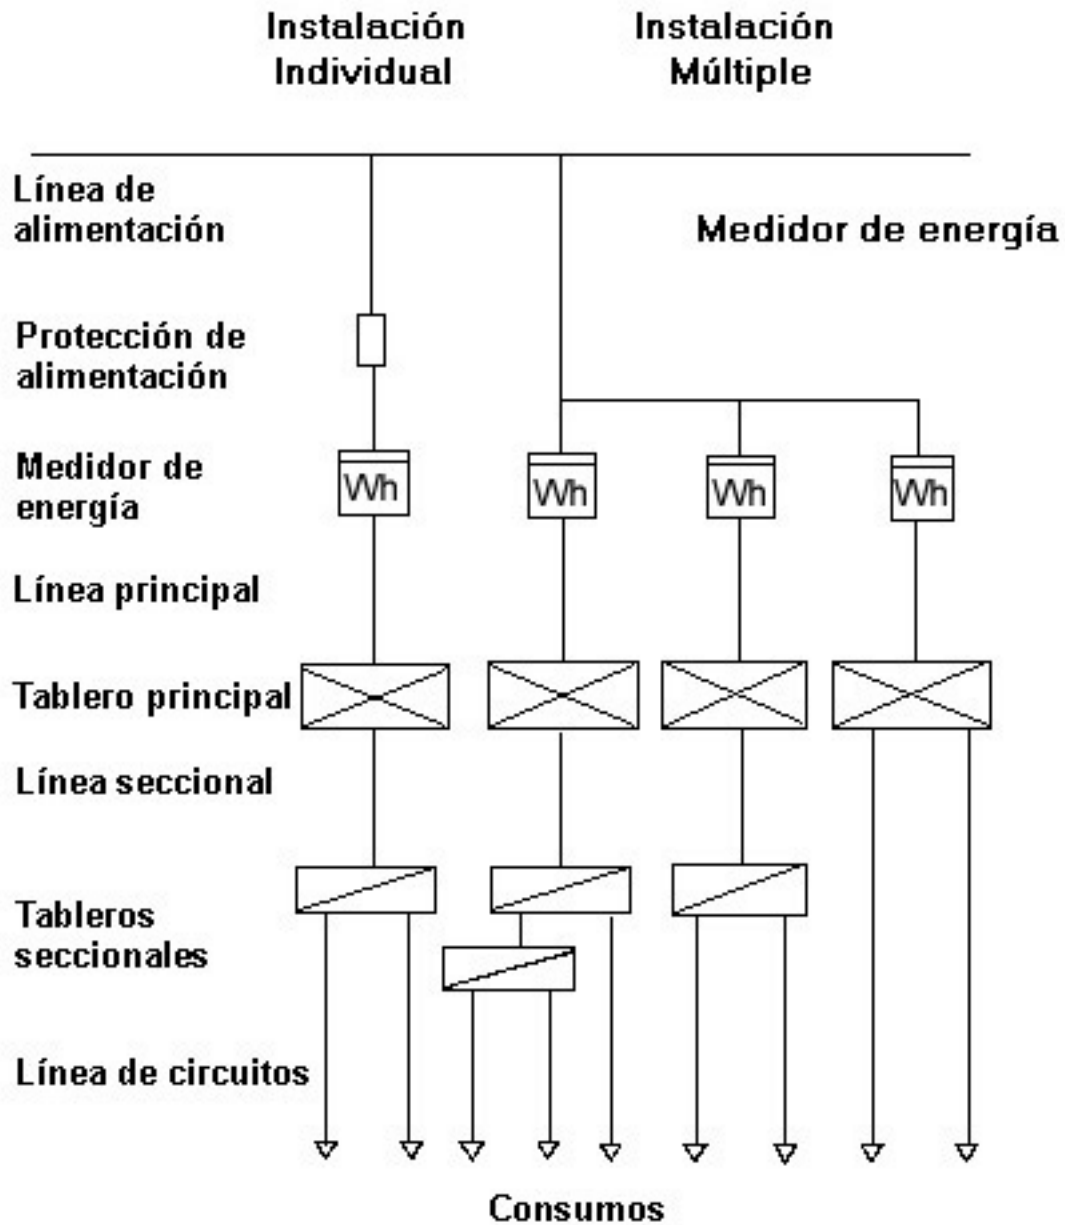 Instalación
Individual
Instalación
Múltiple
Línea de
alimentación
Medidor de energía
Protección de
alimentación
Medidor de
energía
Wh
Wh
Wh
Wh
Línea principal
Tablero principal
Línea seccional
Tableros
seccionales
Línea de circuitos
Consumos